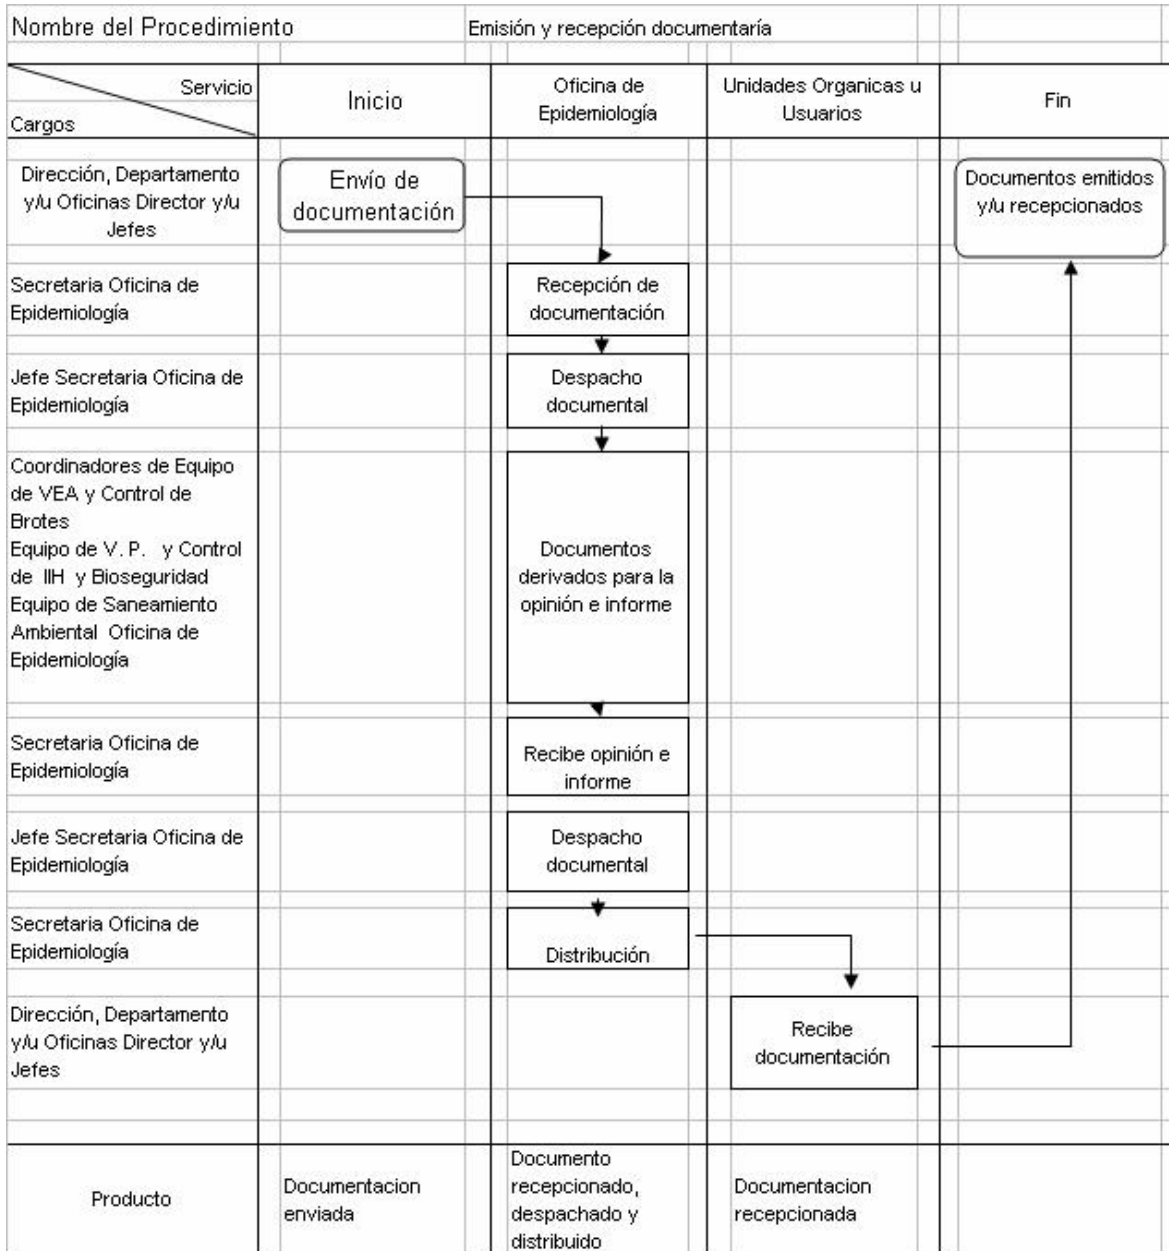 Nombre del Procedimiento
Emisión y recepción documentaría
Servicio
Cargos
Inicio
Oficina de
Epidemiología
Unidades Organicas u
Usuarios
Fin
Dirección, Departamento
y/u Oficinas Director y/u
Jefes
Envío de
documentación
Documentos emitidos
y/u recepcionados
Secretaria Oficina de
Epidemiología
Recepción de
documentación
Jefe Secretaria Oficina de
Epidemiología
Despacho
documental
Coordinadores de Equipo
de VEA y Control de
Brotes
Equipo de V. P. y Control
de IIH y Bioseguridad
Equipo de Saneamiento
Ambiental Oficina de
Epidemiología
Documentos
derivados para la
opinión e informe
Secretaria Oficina de
Epidemiología
Recibe opinión e
informe
Jefe Secretaria Oficina de
Epidemiología
Despacho
documental
Secretaria Oficina de
Epidemiología
Distribución
Dirección, Departamento
y/u Oficinas Director y/u
Jefes
Recibe
documentación
Producto
Documentacion
enviada
Documento
recepcionado,
despachado y
distribuido
Documentacion
recepcionada